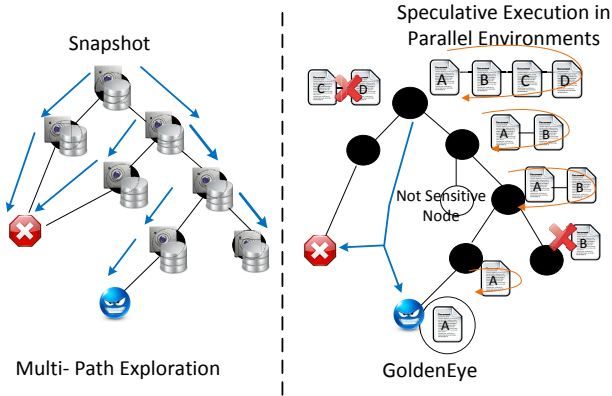 Snapshot
Multi- Path Exploration
Speculative Execution in
Parallel Environments
C D
A B C D
A B
Not Sensitive
Node
A B
B
A
A
GoldenEye